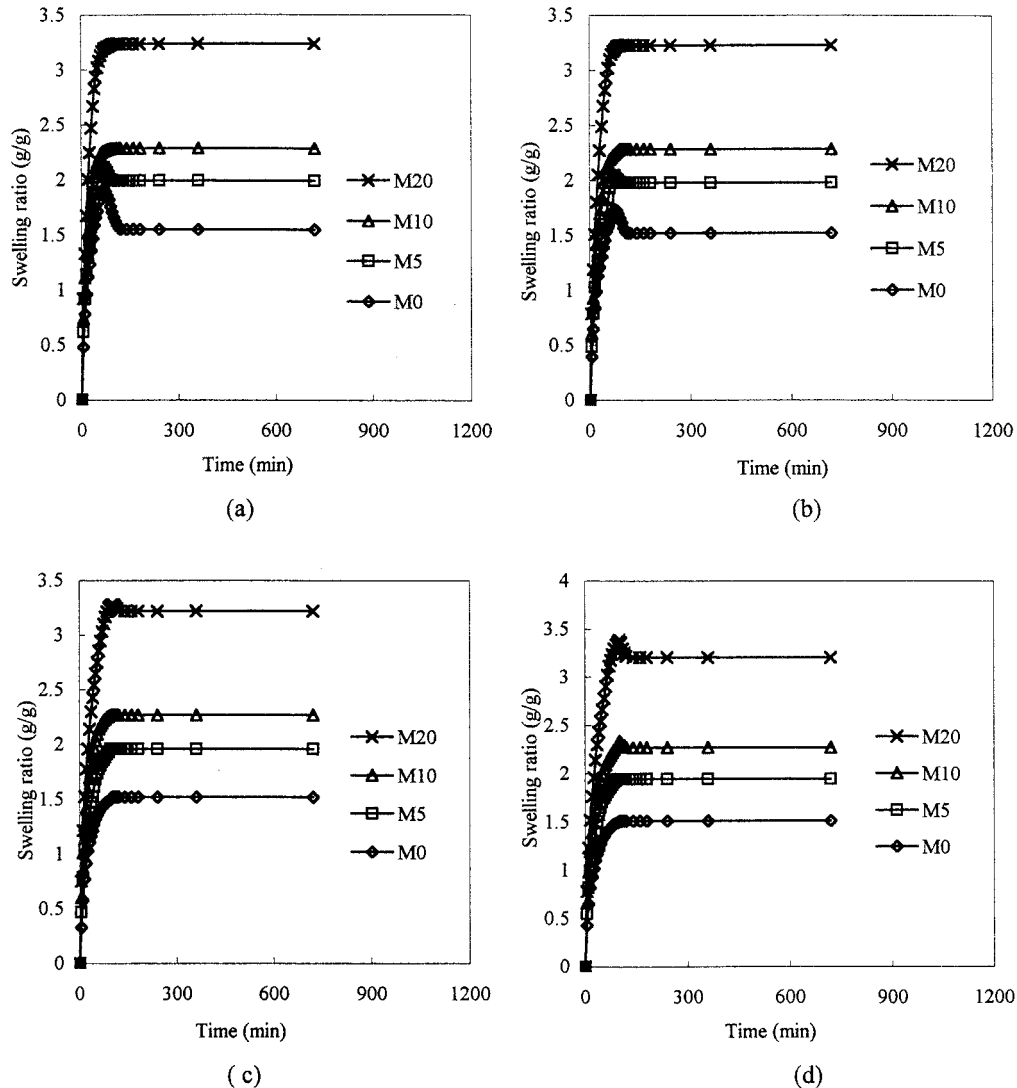 3.5
3
2.5
2
1.5
1
0.5
0
Swelling ratio (g/g)
M20
M10
M5
M0
0 300 600 900 1200
Time (min)
(a)
3.5
3
2.5
2
1.5
1
0.5
0
Swelling ratio (g/g)
M20
M10
M5
M0
0 300 600 900 1200
Time (min)
(b)
3.5
3
2.5
2
1.5
1
0.5
0
Swelling ratio (g/g)
M20
M10
M5
M0
0 300 600 900 1200
Time (min)
( c)
4
3.5
3
2.5
2
1.5
1
0.5
0
Swelling ratio (g/g)
M20
M10
M5
M0
0 300 600 900 1200
Time (min)
(d)